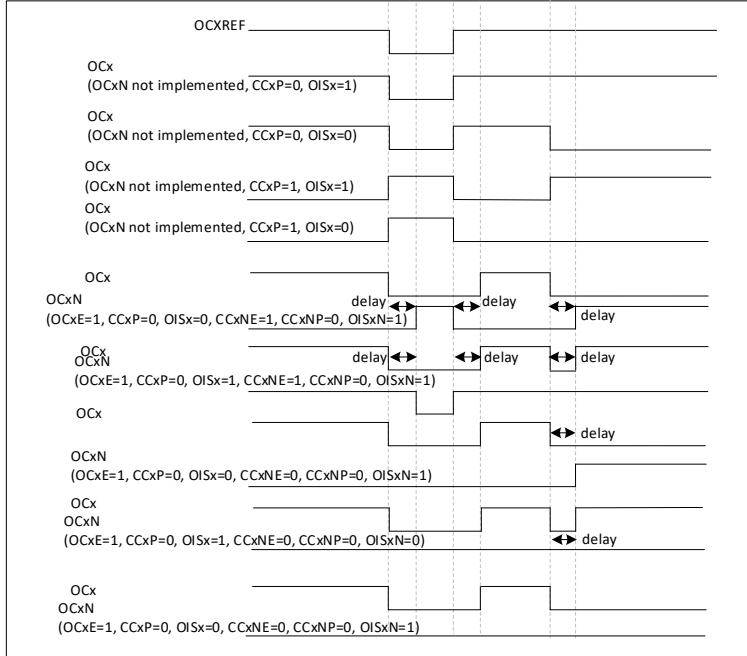 OCXREF
OCx
(OCxN not implemented, CCxP=0, OISx=1)
OCx
(OCxN not implemented, CCxP=0, OISx=0)
OCx
(OCxN not implemented, CCxP=1, OISx=1)
OCx
(OCxN not implemented, CCxP=1, OISx=0)
OCx
OCxN
delay
delay
(OCxE=1, CCxP=0, OISx=0, CCxNE=1, CCxNP=0, OISxN=1)
delay
OCx
OCxN
delay
delay
delay
(OCxE=1, CCxP=0, OISx=1, CCxNE=1, CCxNP=0, OISxN=1)
OCx
delay
OCxN
(OCxE=1, CCxP=0, OISx=0, CCxNE=0, CCxNP=0, OISxN=1)
OCx
OCxN
(OCxE=1, CCxP=0, OISx=1, CCxNE=0, CCxNP=0, OISxN=0)
delay
OCx
OCxN
(OCxE=1, CCxP=0, OISx=0, CCxNE=0, CCxNP=0, OISxN=1)